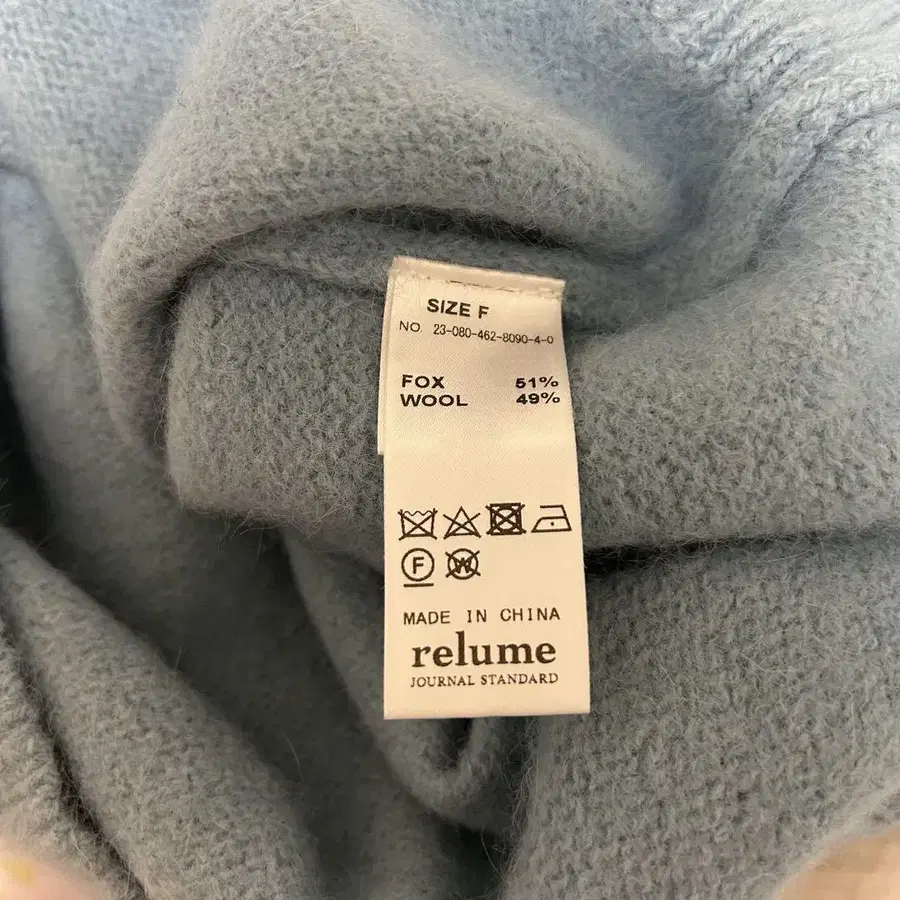 SIZE F
NO. 23-080-462-8090-4-0
FOX 51%
WOOL 49%
F W
MADE IN CHINA
relume
JOURNAL STANDARD